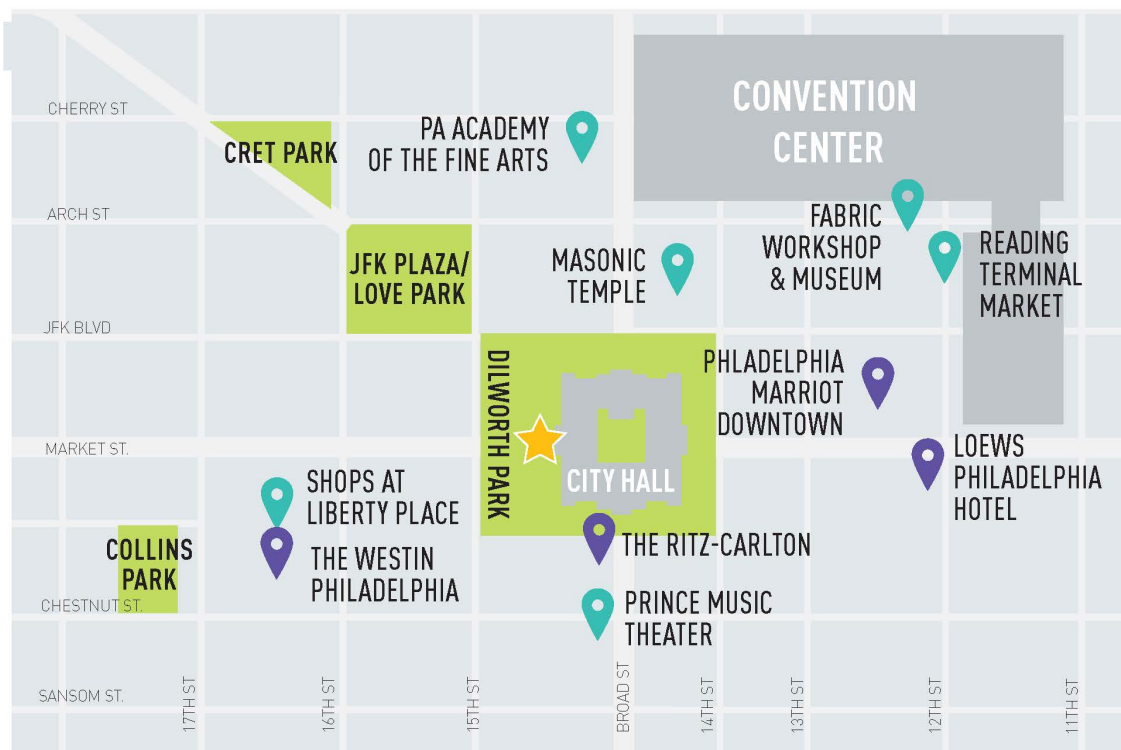 CHERRY ST
CRET PARK
PA ACADEMY
OF THE FINE ARTS
CONVENTION
CENTER
ARCH ST
JFK PLAZA/
LOVE PARK
MASONIC
TEMPLE
FABRIC
WORKSHOP
& MUSEUM
READING
TERMINAL
MARKET
JFK BLVD
DILWORTH PARK
CITY HALL
PHLADELPHIA
MARRIOT
DOWNTOWN
MARKET ST.
LOEWS
PHILADELPHIA
HOTEL
SHOPS AT
LIBERTY PLACE
COLLINS
PARK
THE WESTIN
PHILADELPHIA
THE RITZ-CARLTON
CHESTNUT ST.
PRINCE MUSIC
THEATER
SANSOM ST.
17TH ST
16TH ST
15TH ST
BROAD ST
14TH ST
13TH ST
12TH ST
11TH ST